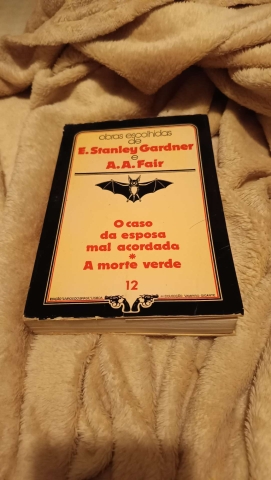 obras escolhidas
de
E. Stanley Gardner
e
A.A. Fair
O caso
da esposa
mal acordada
*
A morte verde
12